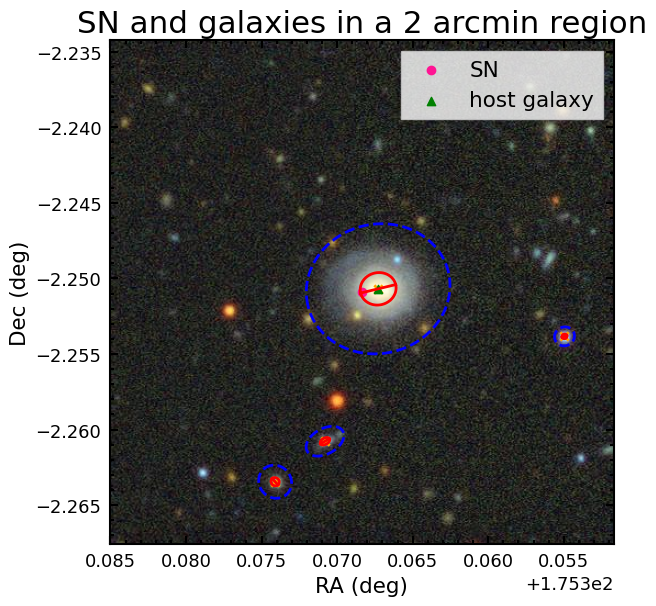 SN and galaxies in a 2 arcmin region
SN
host galaxy
−2.235
−2.240
−2.245
−2.250
−2.255
−2.260
−2.265
Dec (deg)
0.085 0.080 0.075 0.070 0.065 0.060 0.055
RA (deg)
+1.753e2